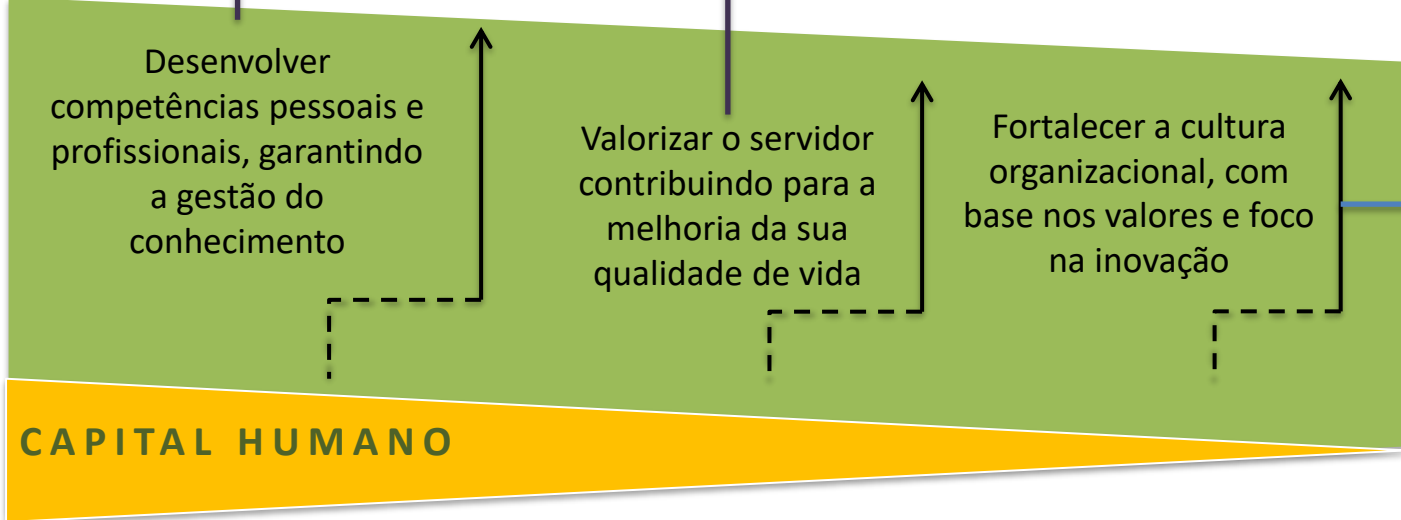 Desenvolver
competências pessoais e
profissionais, garantindo
a gestão do
conhecimento
Valorizar o servidor
contribuindo para a
melhoria da sua
qualidade de vida
Fortalecer a cultura
organizacional, com
base nos valores e foco
na inovação
CAPITAL HUMANO